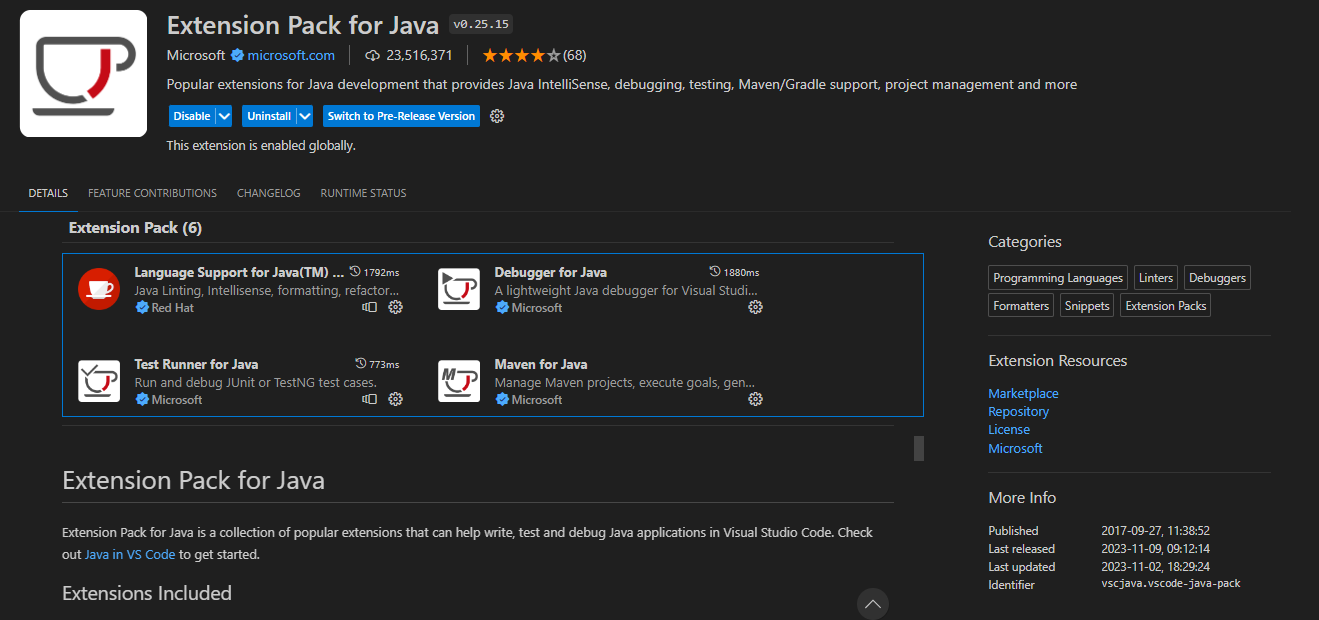 Extension Pack for Java v0.25.15
Microsoft microsoft.com 23,516,371 (68)
Popular extensions for Java development that provides Java IntelliSense, debugging, testing, Maven/Gradle support, project management and more
Disable Uninstall Switch to Pre-Release Version
This extension is enabled globally.
DETAILS FEATURE CONTRIBUTIONS CHANGELOG RUNTIME STATUS
Extension Pack (6)
Language Support for Java(TM) ... 1792ms
Java Linting, Intellisense, formatting, refactor...
Red Hat
Debugger for Java 1880ms
A lightweight Java debugger for Visual Studi...
Microsoft
Test Runner for Java 773ms
Run and debug JUnit or TestNG test cases.
Microsoft
M
Maven for Java
Manage Maven projects, execute goals, gen...
Microsoft
Extension Pack for Java
Extension Pack for Java is a collection of popular extensions that can help write, test and debug Java applications in Visual Studio Code. Check
out Java in VS Code to get started.
Extensions Included
Categories
Programming Languages Linters Debuggers
Formatters Snippets Extension Packs
Extension Resources
Marketplace
Repository
License
Microsoft
More Info
Published 2017-09-27, 11:38:52
Last released 2023-11-09, 09:12:14
Last updated 2023-11-02, 18:29:24
Identifier vscjava.vscode-java-pack